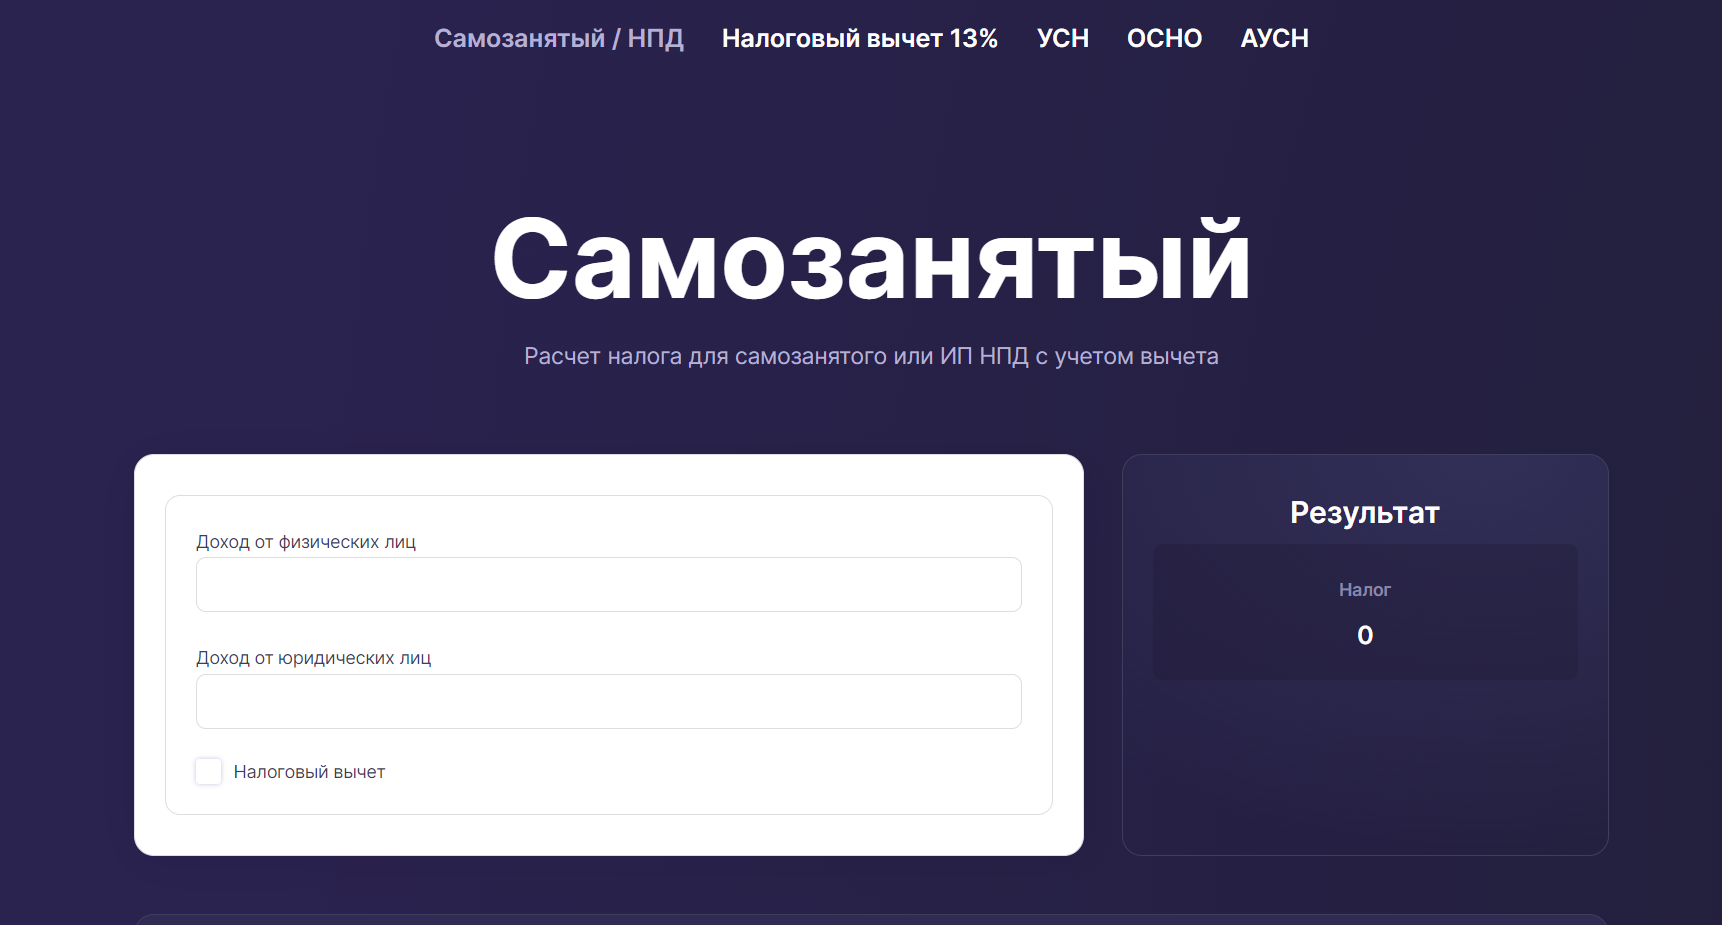 Самозанятый / НПД Налоговый вычет 13% УСН ОСНО АУСН
Самозанятый
Расчет налога для самозанятого или ИП НПД с учетом вычета
Доход от физических лиц
Доход от юридических лиц
Налоговый вычет
Результат
Налог
0